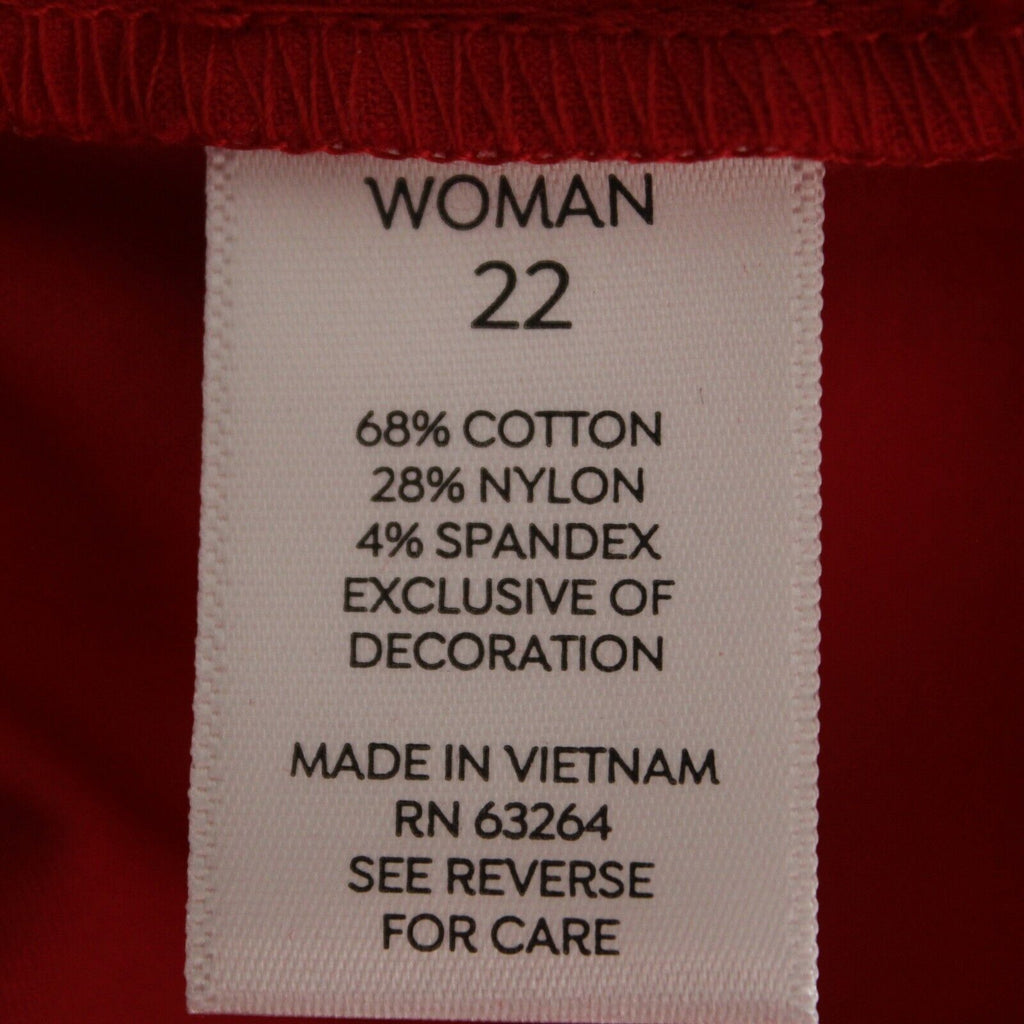 WOMAN
22
68% COTTON
28% NYLON
4% SPANDEX
EXCLUSIVE OF
DECORATION
MADE IN VIETNAM
RN 63264
SEE REVERSE
FOR CARE